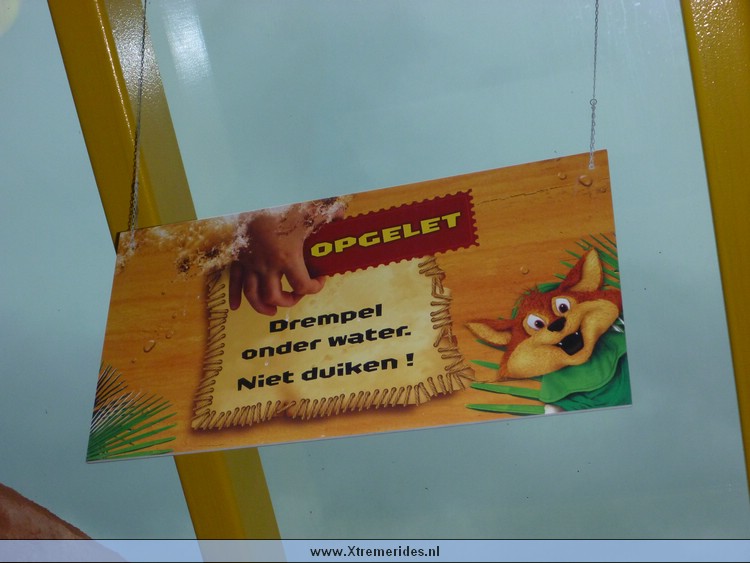 OPGELET
Drempel
onder water.
Niet duiken !
www.Xtremerides.nl